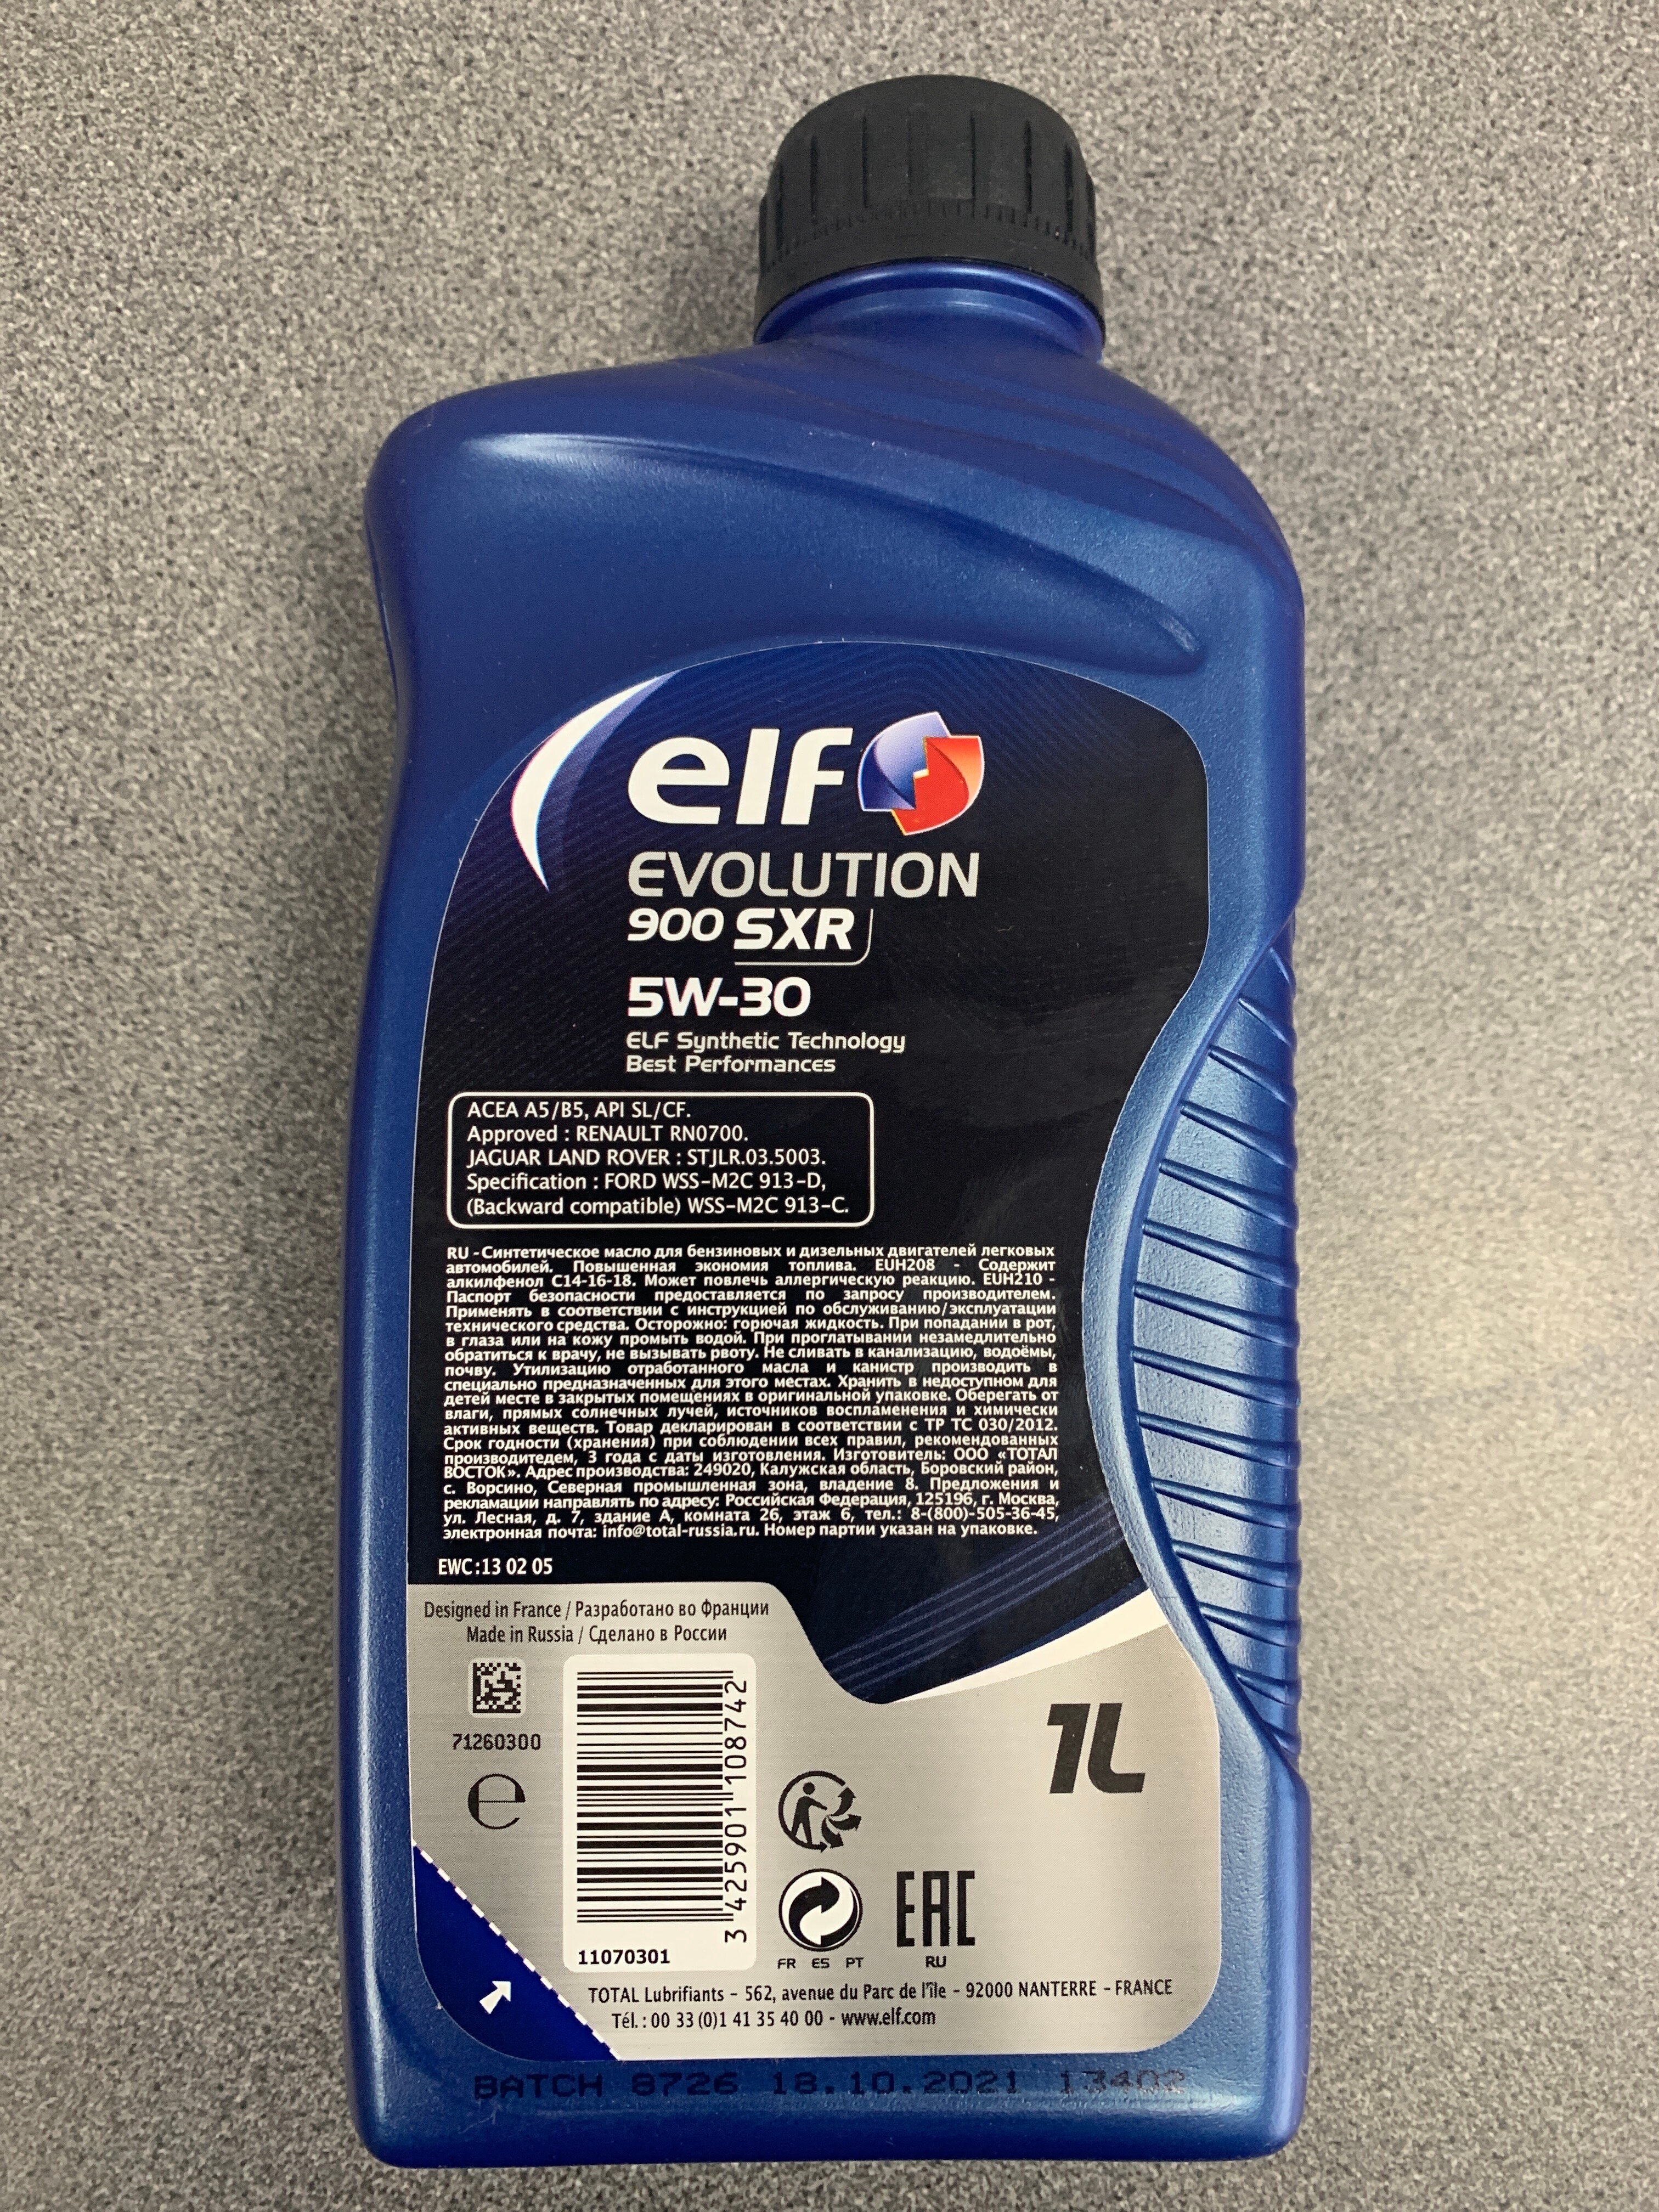 elf
EVOLUTION
900 SXR
5W-30
ELF Synthetic Technology
Best Performances
ACEA A5/B5, API SL/CF.
Approved : RENAULT RN0700.
JAGUAR LAND ROVER : STJLR.03.5003.
Specification : FORD WSS-M2C 913-D,
(Backward compatible) WSS-M2C 913-C.
RU - Синтетическое масло для бензиновых и дизельных двигателей легковых
автомобилей. Повышенная экономия топлива. EUH208 - Содержит
алкилфенол C14-16-18. Может повлечь аллергическую реакцию. EUH210 -
Паспорт безопасности предоставляется по запросу производителем.
Применять в соответствии с инструкцией по обслуживанию/эксплуатации
технического средства. Осторожно: горючая жидкость. При попадании в рот,
в глаза или на кожу промыть водой. При проглатывании незамедлительно
обратиться к врачу, не вызывать рвоту. Не сливать в канализацию, водоёмы,
почву. Утилизацию отработанного масла и канистр производить в
специально предназначенных для этого местах. Хранить в недоступном для
детей месте в закрытых помещениях в оригинальной упаковке. Оберегать от
влаги, прямых солнечных лучей, источников воспламенения и химически
активных веществ. Товар декларирован в соответствии с ТР ТС 030/2012.
Срок годности (хранения) при соблюдении всех правил, рекомендованных
производитедем, 3 года с даты изготовления. Изготовитель: ООО «ТОТАЛ
ВОСТОК». Адрес производства: 249020, Калужская область, Боровский район,
с. Ворсино, Северная промышленная зона, владение 8. Предложения и
рекламации направлять по адресу: Российская Федерация, 125196, г. Москва,
ул. Лесная, д. 7, здание А, комната 26, этаж 6, тел.: 8-(800)-505-36-45,
электронная почта: info@total-russia.ru. Номер партии указан на упаковке.
EWC:13 02 05
Designed in France / Разработано во Франции
Made in Russia / Сделано в России
71260300
e
3 425901 108742
11070301
1L
FR ES PT
EAC
RU
TOTAL Lubrifiants - 562, avenue du Parc de l'île - 92000 NANTERRE - FRANCE
Tél. : 00 33 (0)1 41 35 40 00 - www.elf.com
BATCH 8726 18.10.2021 13402